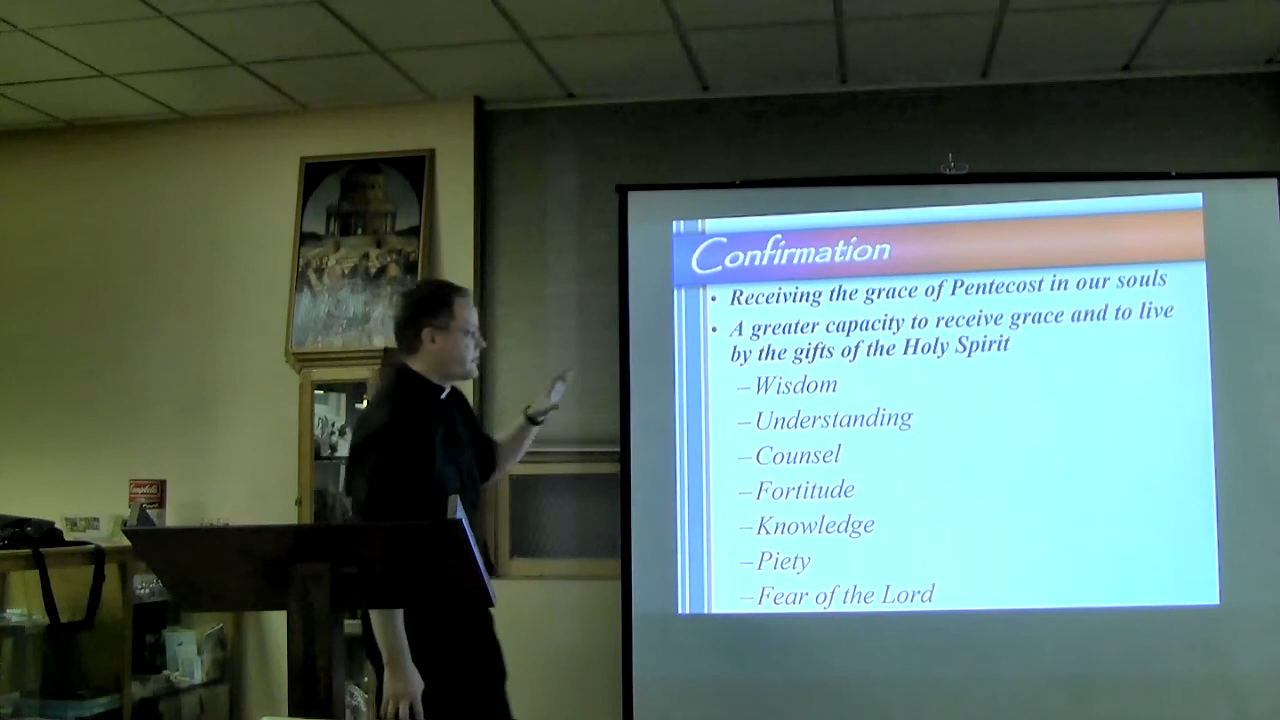 Confirmation
• Receiving the grace of Pentecost in our souls
• A greater capacity to receive grace and to live
by the gifts of the Holy Spirit
– Wisdom
– Understanding
– Counsel
– Fortitude
– Knowledge
– Piety
– Fear of the Lord
Campbell's